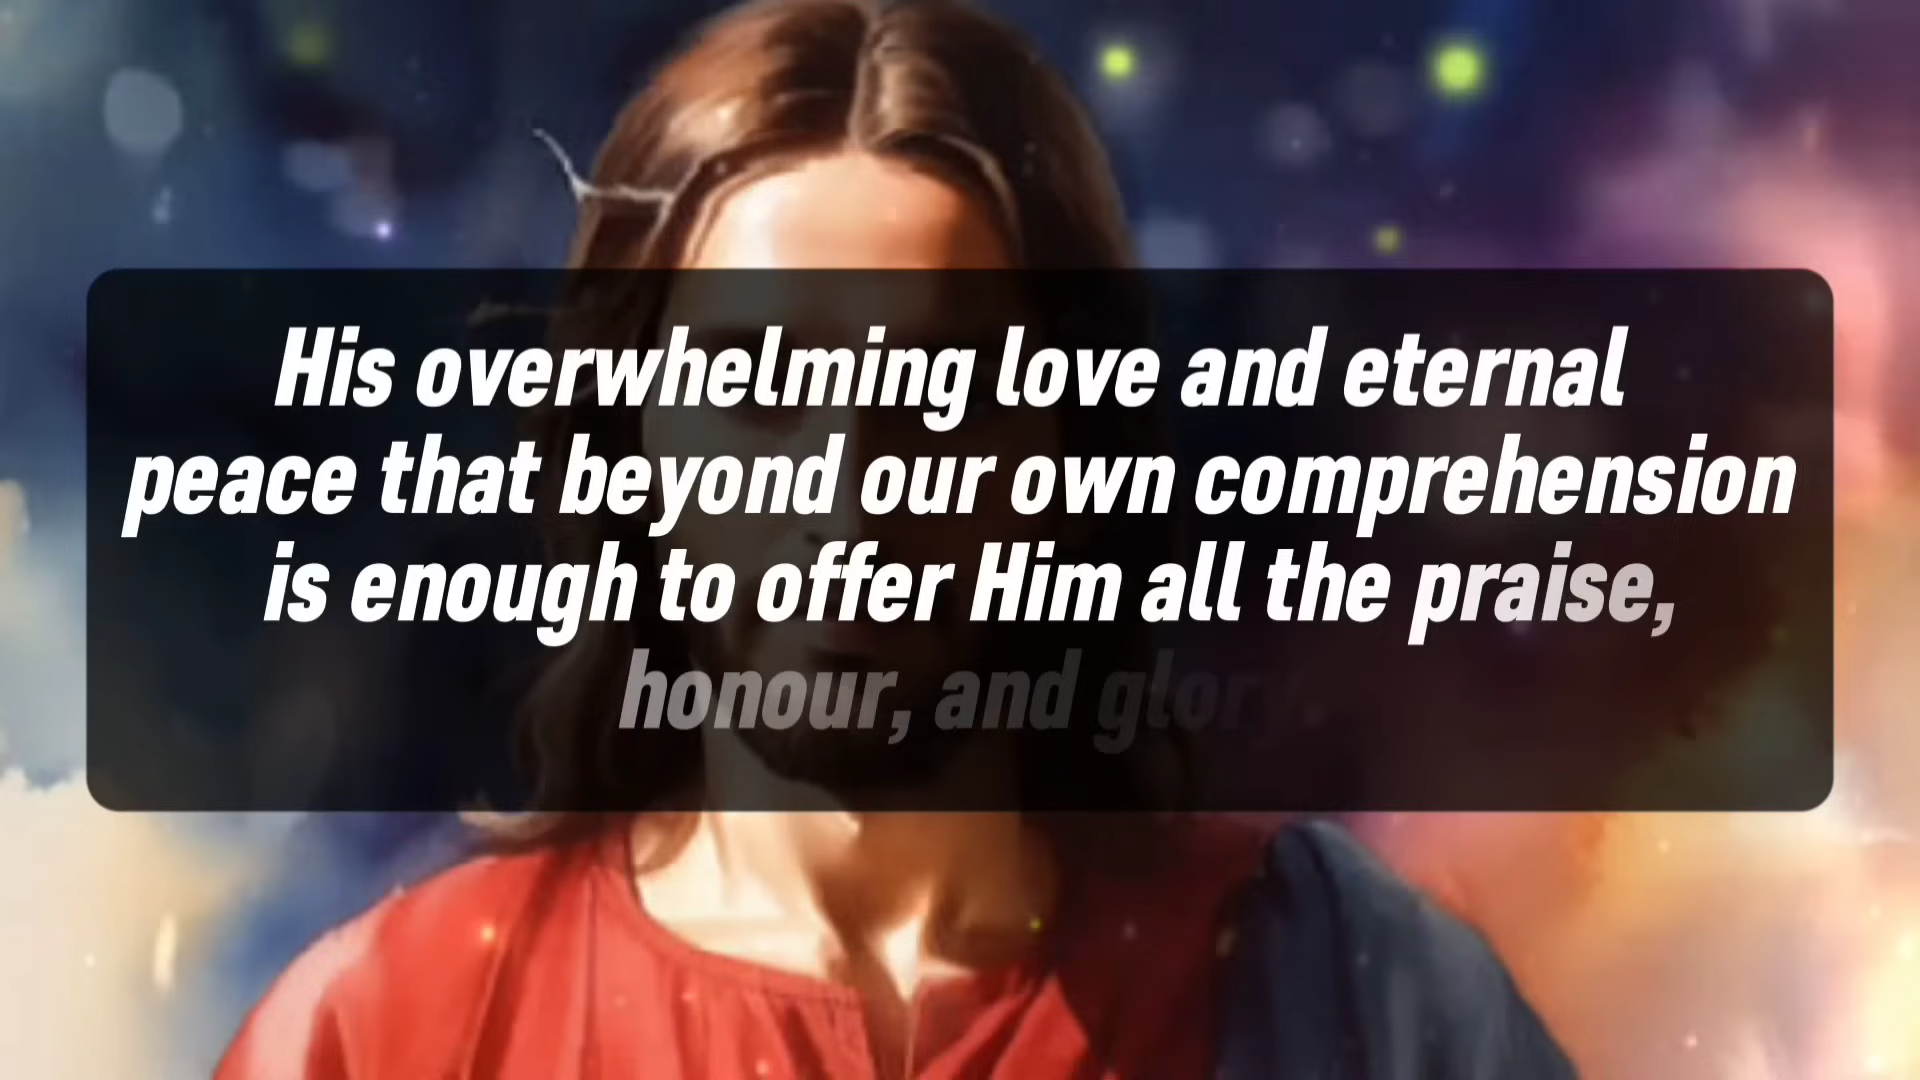 His overwhelming love and eternal
peace that beyond our own comprehension
is enough to offer Him all the praise,
honour, and glory.